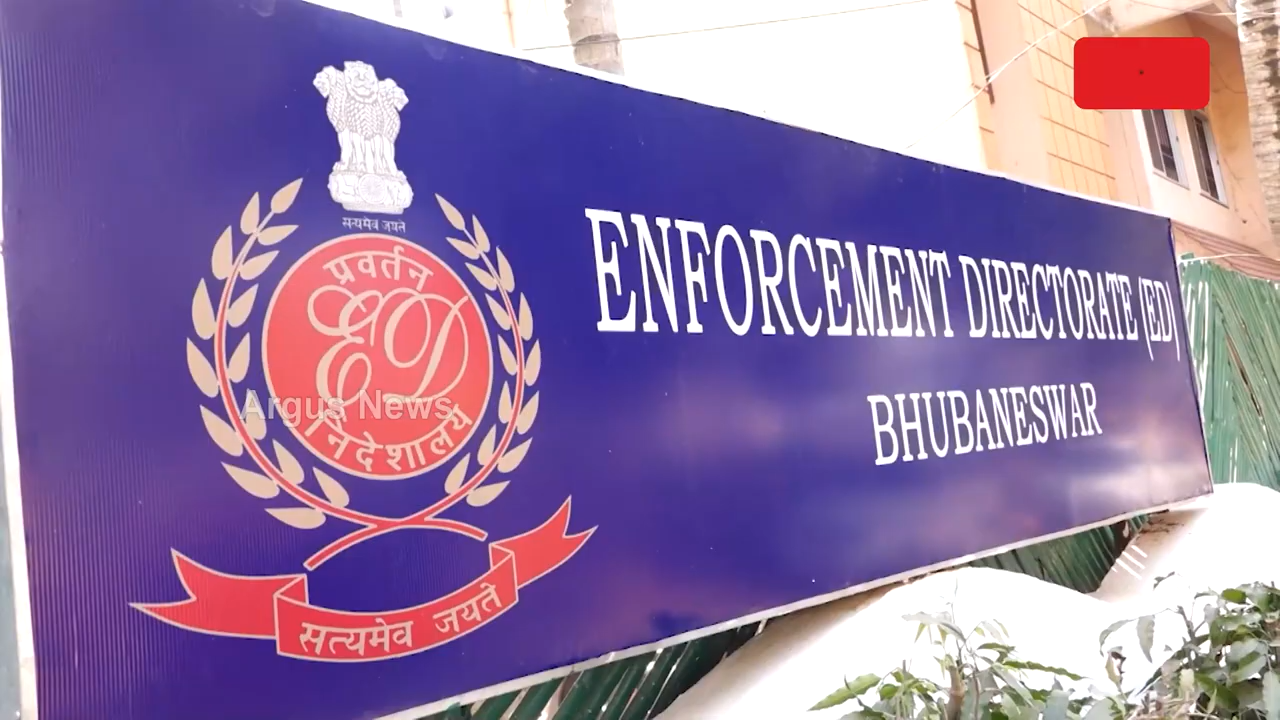 सत्यमेव जयते
प्रवर्तन
ED
निदेशालय
सत्यमेव जयते
ENFORCEMENT DIRECTORATE (ED)
BHUBANESWAR
Argus News